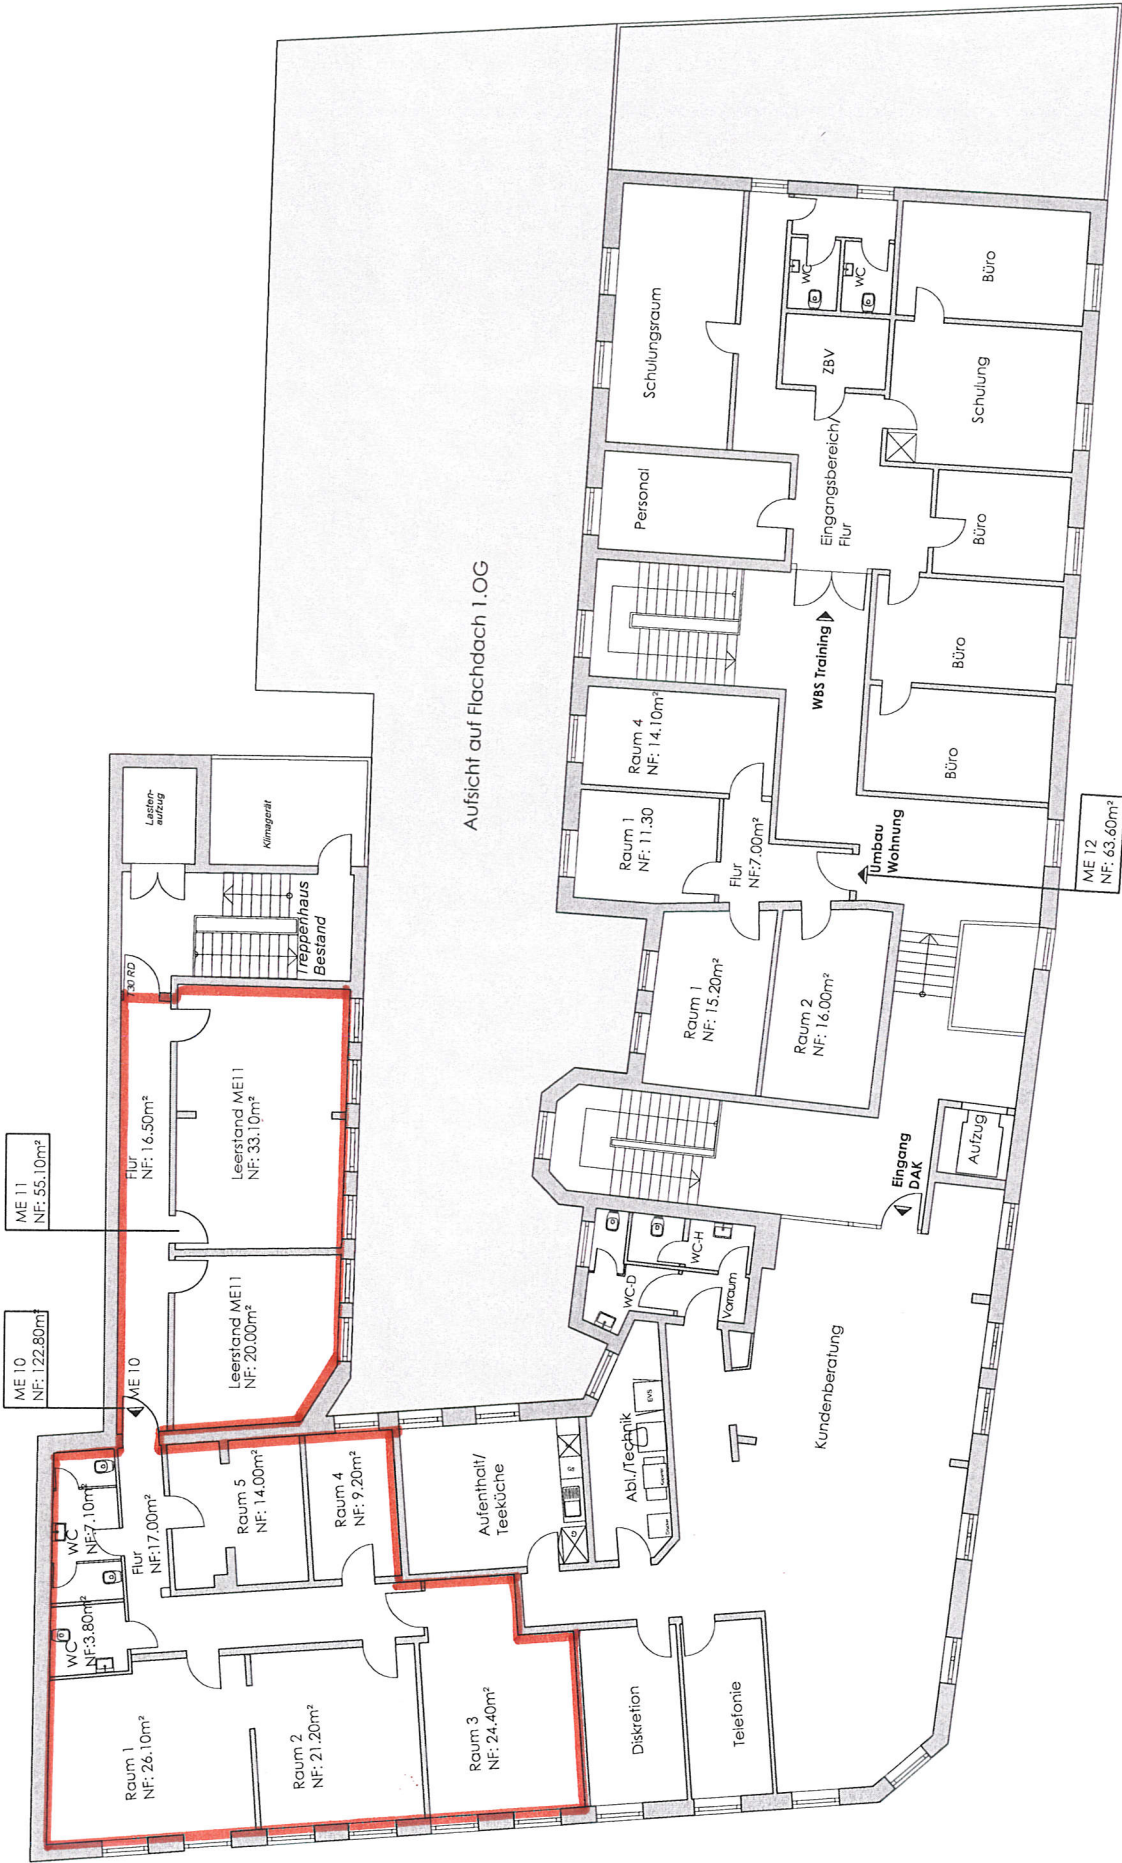 ME 10
NF: 122.80m²
ME 11
NF: 55.10m²
Raum 1
NF: 26.10m²
WC
NF:3.80m²
WC
NF:7.10m²
Flur
NF:17.00m²
ME 10
Flur
NF: 16.50m²
T30 RD
Lasten-
aufzug
Klimagerät
Treppenhaus
Bestand
Raum 2
NF: 21.20m²
Raum 3
NF: 24.40m²
Raum 5
NF: 14.00m²
Raum 4
NF: 9.20m²
Leerstand ME11
NF: 20.00m²
Leerstand ME11
NF: 33.10m²
Aufsicht auf Flachdach 1.OG
Aufenthalt/
Teeküche
Abl./Technik
EVS
WC-D
WC-H
Vorraum
Diskretion
Telefonie
Kundenberatung
Eingang
DAK
Aufzug
Raum 1
NF: 15.20m²
Raum 2
NF: 16.00m²
Raum 1
NF: 11.30
Flur
NF:7.00m²
Raum 4
NF: 14.10m²
Umbau
Wohnung
ME 12
NF: 63.60m²
WBS Training
Personal
Schulungsraum
Eingangsbereich/
Flur
ZBV
WC
WC
Büro
Büro
Büro
Schulung
Büro